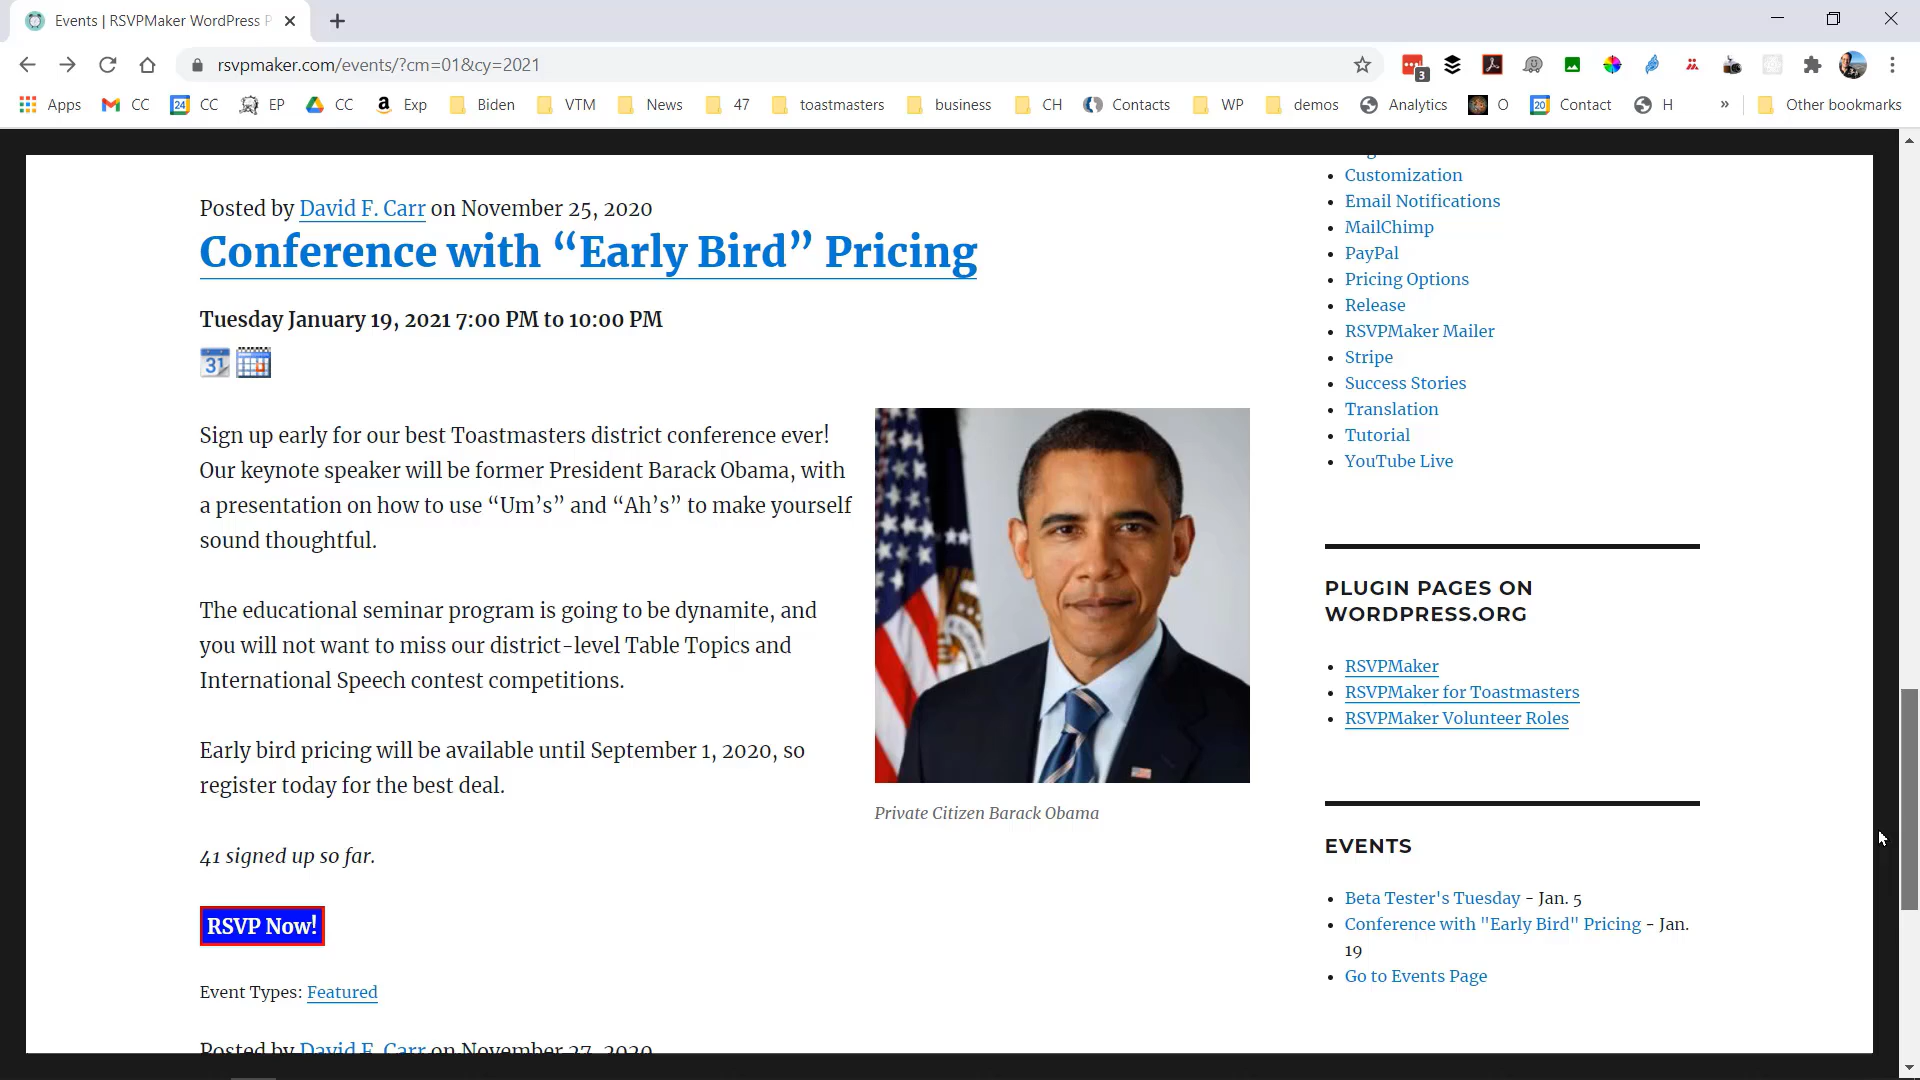 Events | RSVPMaker WordPress P
rsvpmaker.com/events/?cm=01&cy=2021
3
Apps
CC
24
CC
EP
CC
a
Exp
Biden
VTM
News
47
toastmasters
business
CH
Contacts
WP
demos
Analytics
O
20
Contact
H
»
Other bookmarks
Posted by David F. Carr on November 25, 2020
Conference with “Early Bird” Pricing
Tuesday January 19, 2021 7:00 PM to 10:00 PM
31
Sign up early for our best Toastmasters district conference ever!
Our keynote speaker will be former President Barack Obama, with
a presentation on how to use “Um’s” and “Ah’s” to make yourself
sound thoughtful.
The educational seminar program is going to be dynamite, and
you will not want to miss our district-level Table Topics and
International Speech contest competitions.
Early bird pricing will be available until September 1, 2020, so
register today for the best deal.
Private Citizen Barack Obama
41 signed up so far.
RSVP Now!
Event Types: Featured
Posted by David F. Carr on November 27, 2020
Customization
Email Notifications
MailChimp
PayPal
Pricing Options
Release
RSVPMaker Mailer
Stripe
Success Stories
Translation
Tutorial
YouTube Live
PLUGIN PAGES ON
WORDPRESS.ORG
RSVPMaker
RSVPMaker for Toastmasters
RSVPMaker Volunteer Roles
EVENTS
Beta Tester's Tuesday - Jan. 5
Conference with "Early Bird" Pricing - Jan.
19
Go to Events Page